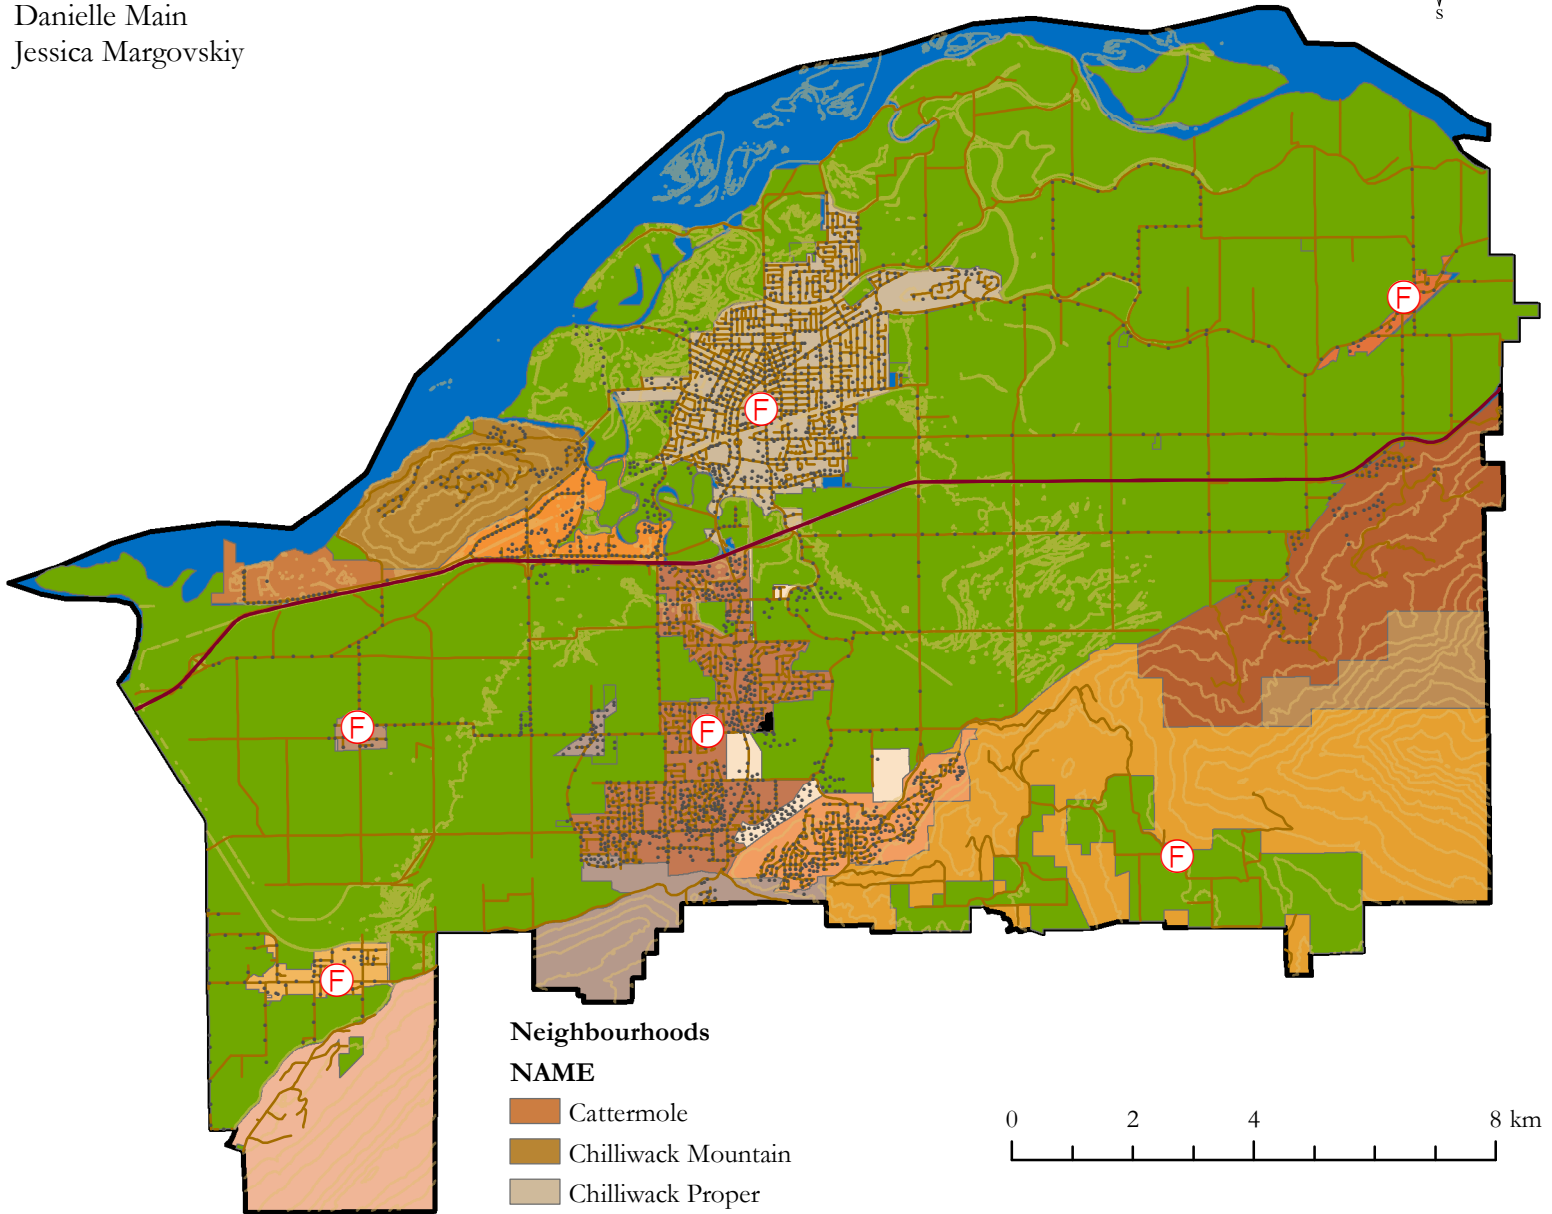 Danielle Main
Jessica Margovskiy
S
F
F
F
F
F
F
Neighbourhoods
NAME
Cattermole
Chilliwack Mountain
Chilliwack Proper
0 2 4 8 km